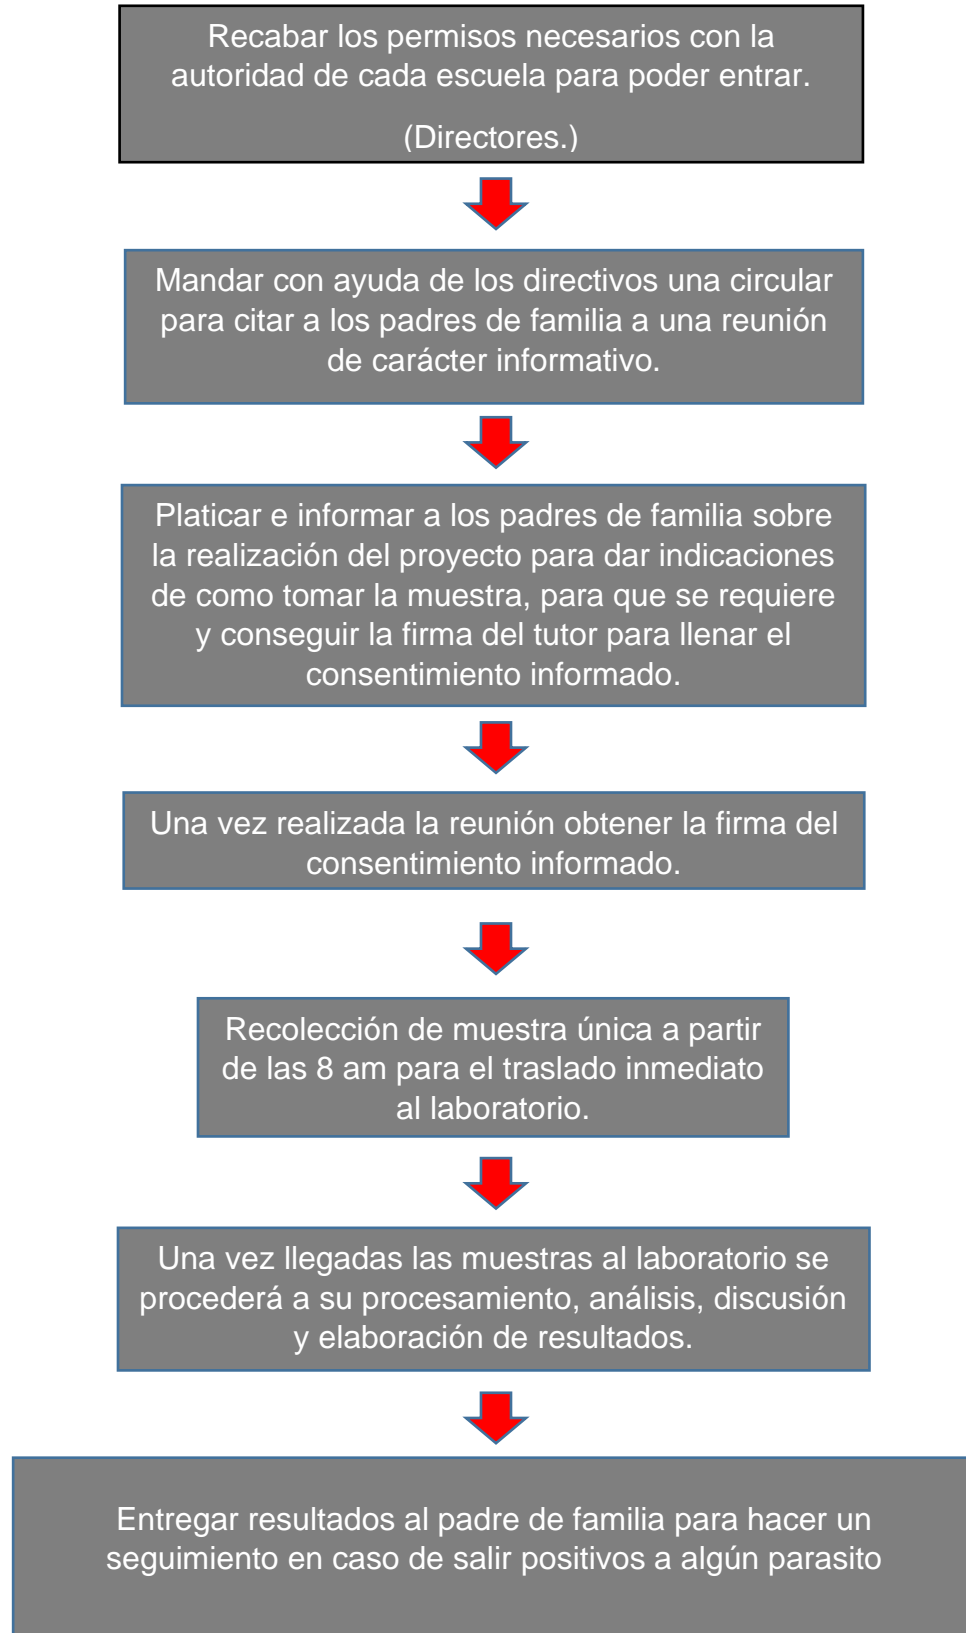 Recabar los permisos necesarios con la
autoridad de cada escuela para poder entrar.
(Directores.)
Mandar con ayuda de los directivos una circular
para citar a los padres de familia a una reunión
de carácter informativo.
Platicar e informar a los padres de familia sobre
la realización del proyecto para dar indicaciones
de como tomar la muestra, para que se requiere
y conseguir la firma del tutor para llenar el
consentimiento informado.
Una vez realizada la reunión obtener la firma del
consentimiento informado.
Recolección de muestra única a partir
de las 8 am para el traslado inmediato
al laboratorio.
Una vez llegadas las muestras al laboratorio se
procederá a su procesamiento, análisis, discusión
y elaboración de resultados.
Entregar resultados al padre de familia para hacer un
seguimiento en caso de salir positivos a algún parasito